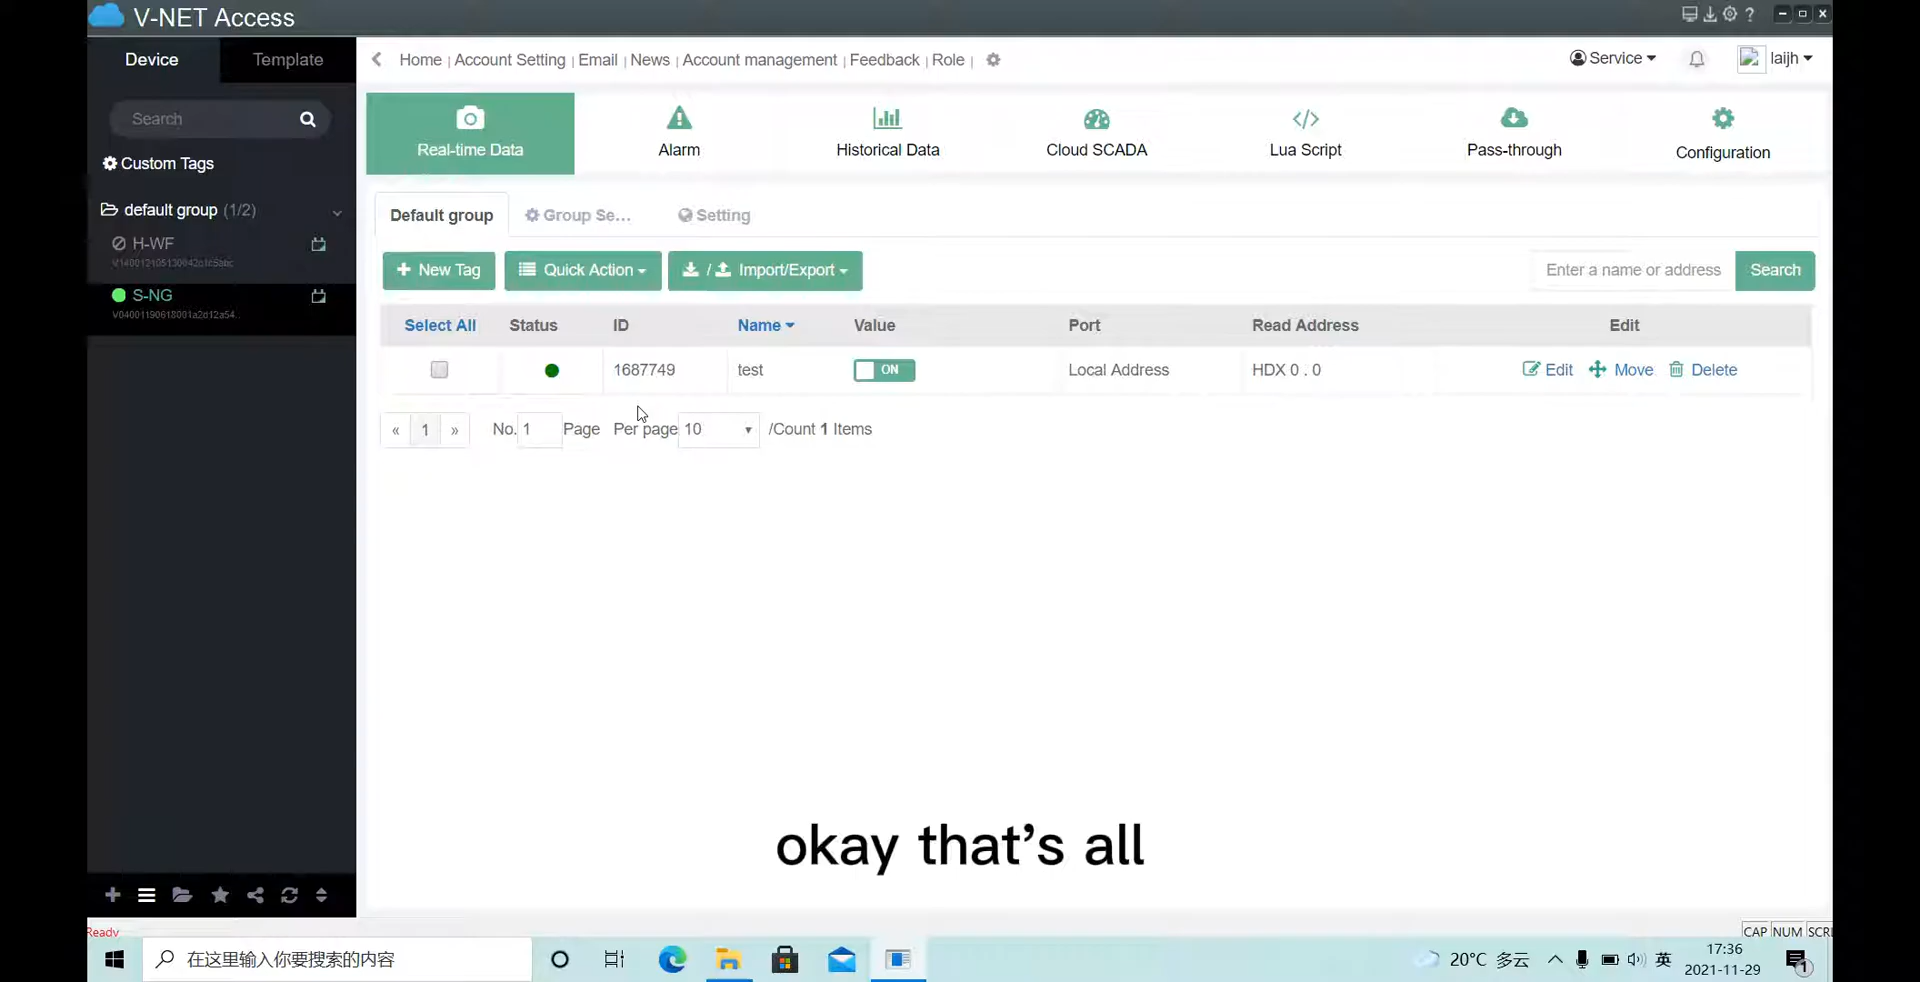 V-NET Access
Device
Template
Home | Account Setting | Email | News | Account management | Feedback | Role |
Service
laijh
Search
Custom Tags
default group (1/2)
H-WF
S-NG
Real-time Data
Alarm
Historical Data
Cloud SCADA
Lua Script
Pass-through
Configuration
Default group
Group Se...
Setting
+ New Tag
Quick Action
/ Import/Export
Enter a name or address
Search
Select All Status ID Name Value Port Read Address Edit
1687749 test ON Local Address HDX 0 . 0 Edit Move Delete
« 1 » No. 1 Page Per page 10 /Count 1 Items
okay that's all
Ready
CAP NUM SCRL
在这里输入你要搜索的内容
20°C 多云
英
17:36
2021-11-29
1